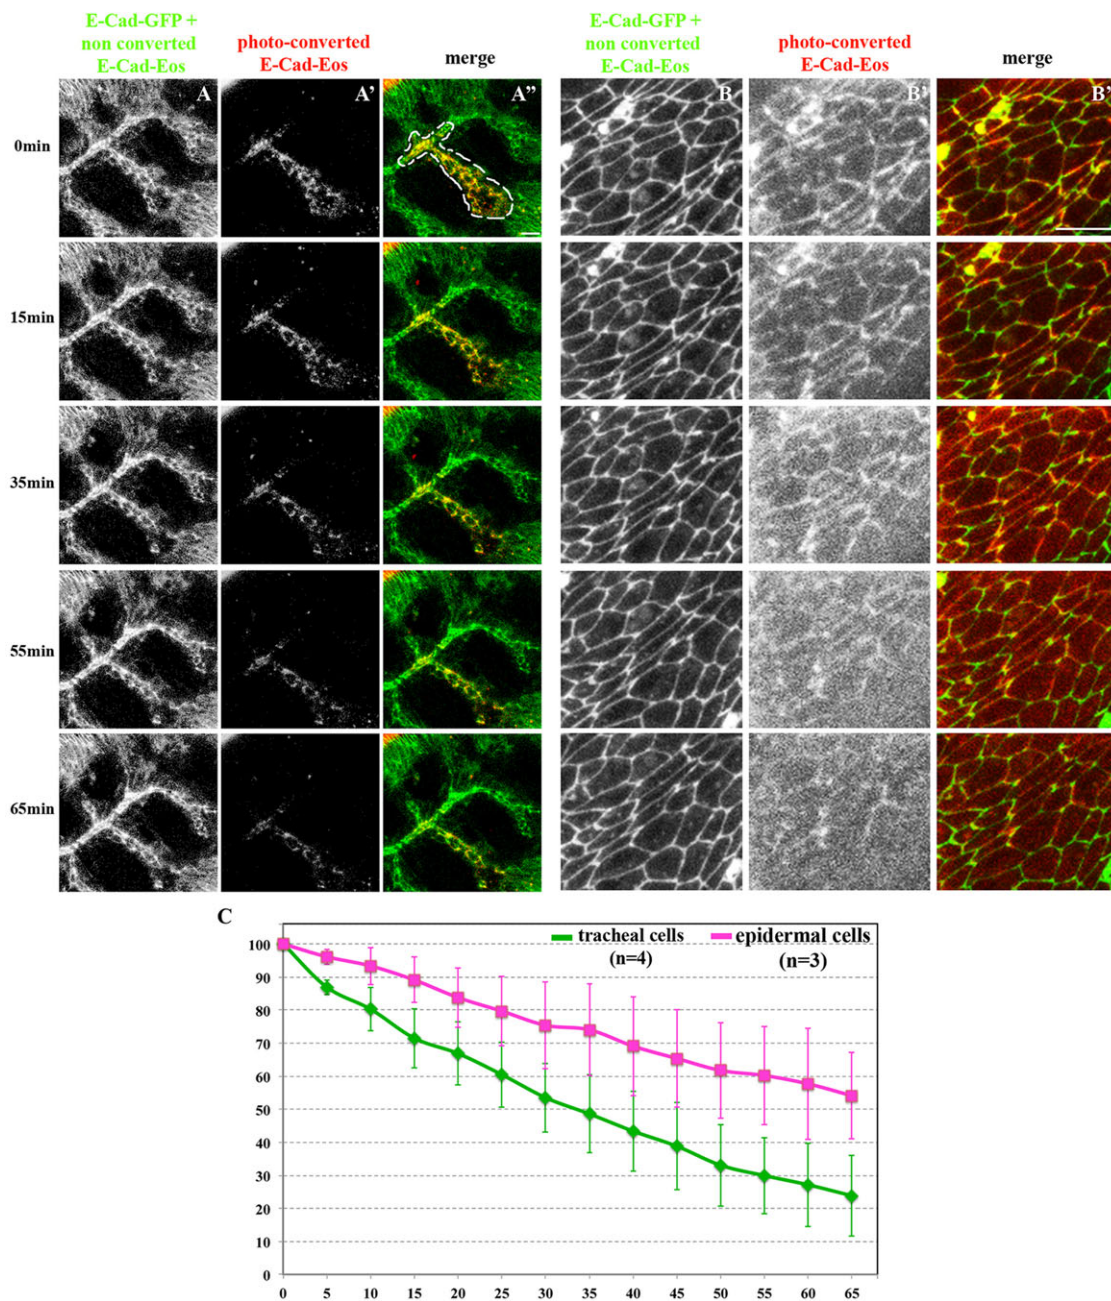 E-Cad-GFP +
non converted
E-Cad-Eos
photo-converted
E-Cad-Eos
merge
E-Cad-GFP +
non converted
E-Cad-Eos
photo-converted
E-Cad-Eos
merge
A
A'
A''
B
B'
B'
0min
15min
35min
55min
65min
C
tracheal cells
(n=4)
epidermal cells
(n=3)
100
90
80
70
60
50
40
30
20
10
0
0 5 10 15 20 25 30 35 40 45 50 55 60 65